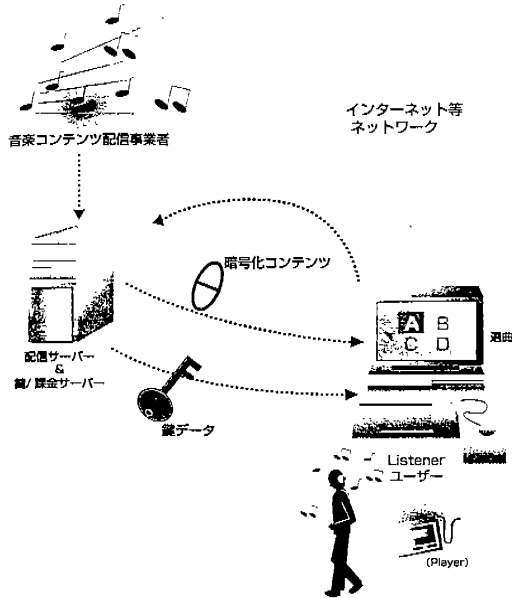 音楽コンテンツ配信事業者
インターネット等
ネットワーク
暗号化コンテンツ
A B
C D
選曲
配信サーバー
&
鍵/課金サーバー
鍵データ
Listener
ユーザー
(Player)